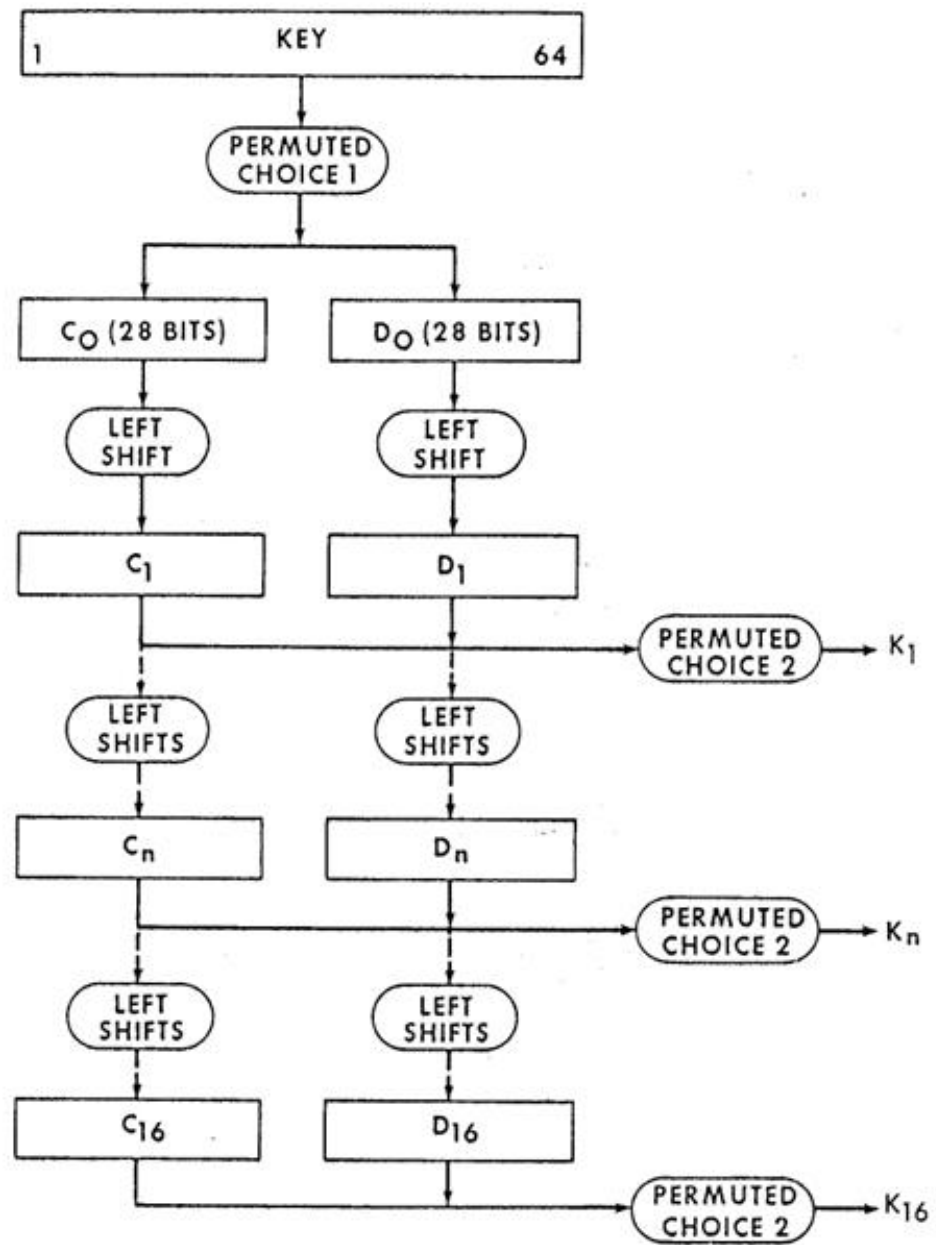 KEY
1 64
PERMUTED
CHOICE 1
C0 (28 BITS) D0 (28 BITS)
LEFT
SHIFT
LEFT
SHIFT
C1 D1
PERMUTED
CHOICE 2
K1
LEFT
SHIFTS
LEFT
SHIFTS
Cn Dn
PERMUTED
CHOICE 2
Kn
LEFT
SHIFTS
LEFT
SHIFTS
C16 D16
PERMUTED
CHOICE 2
K16